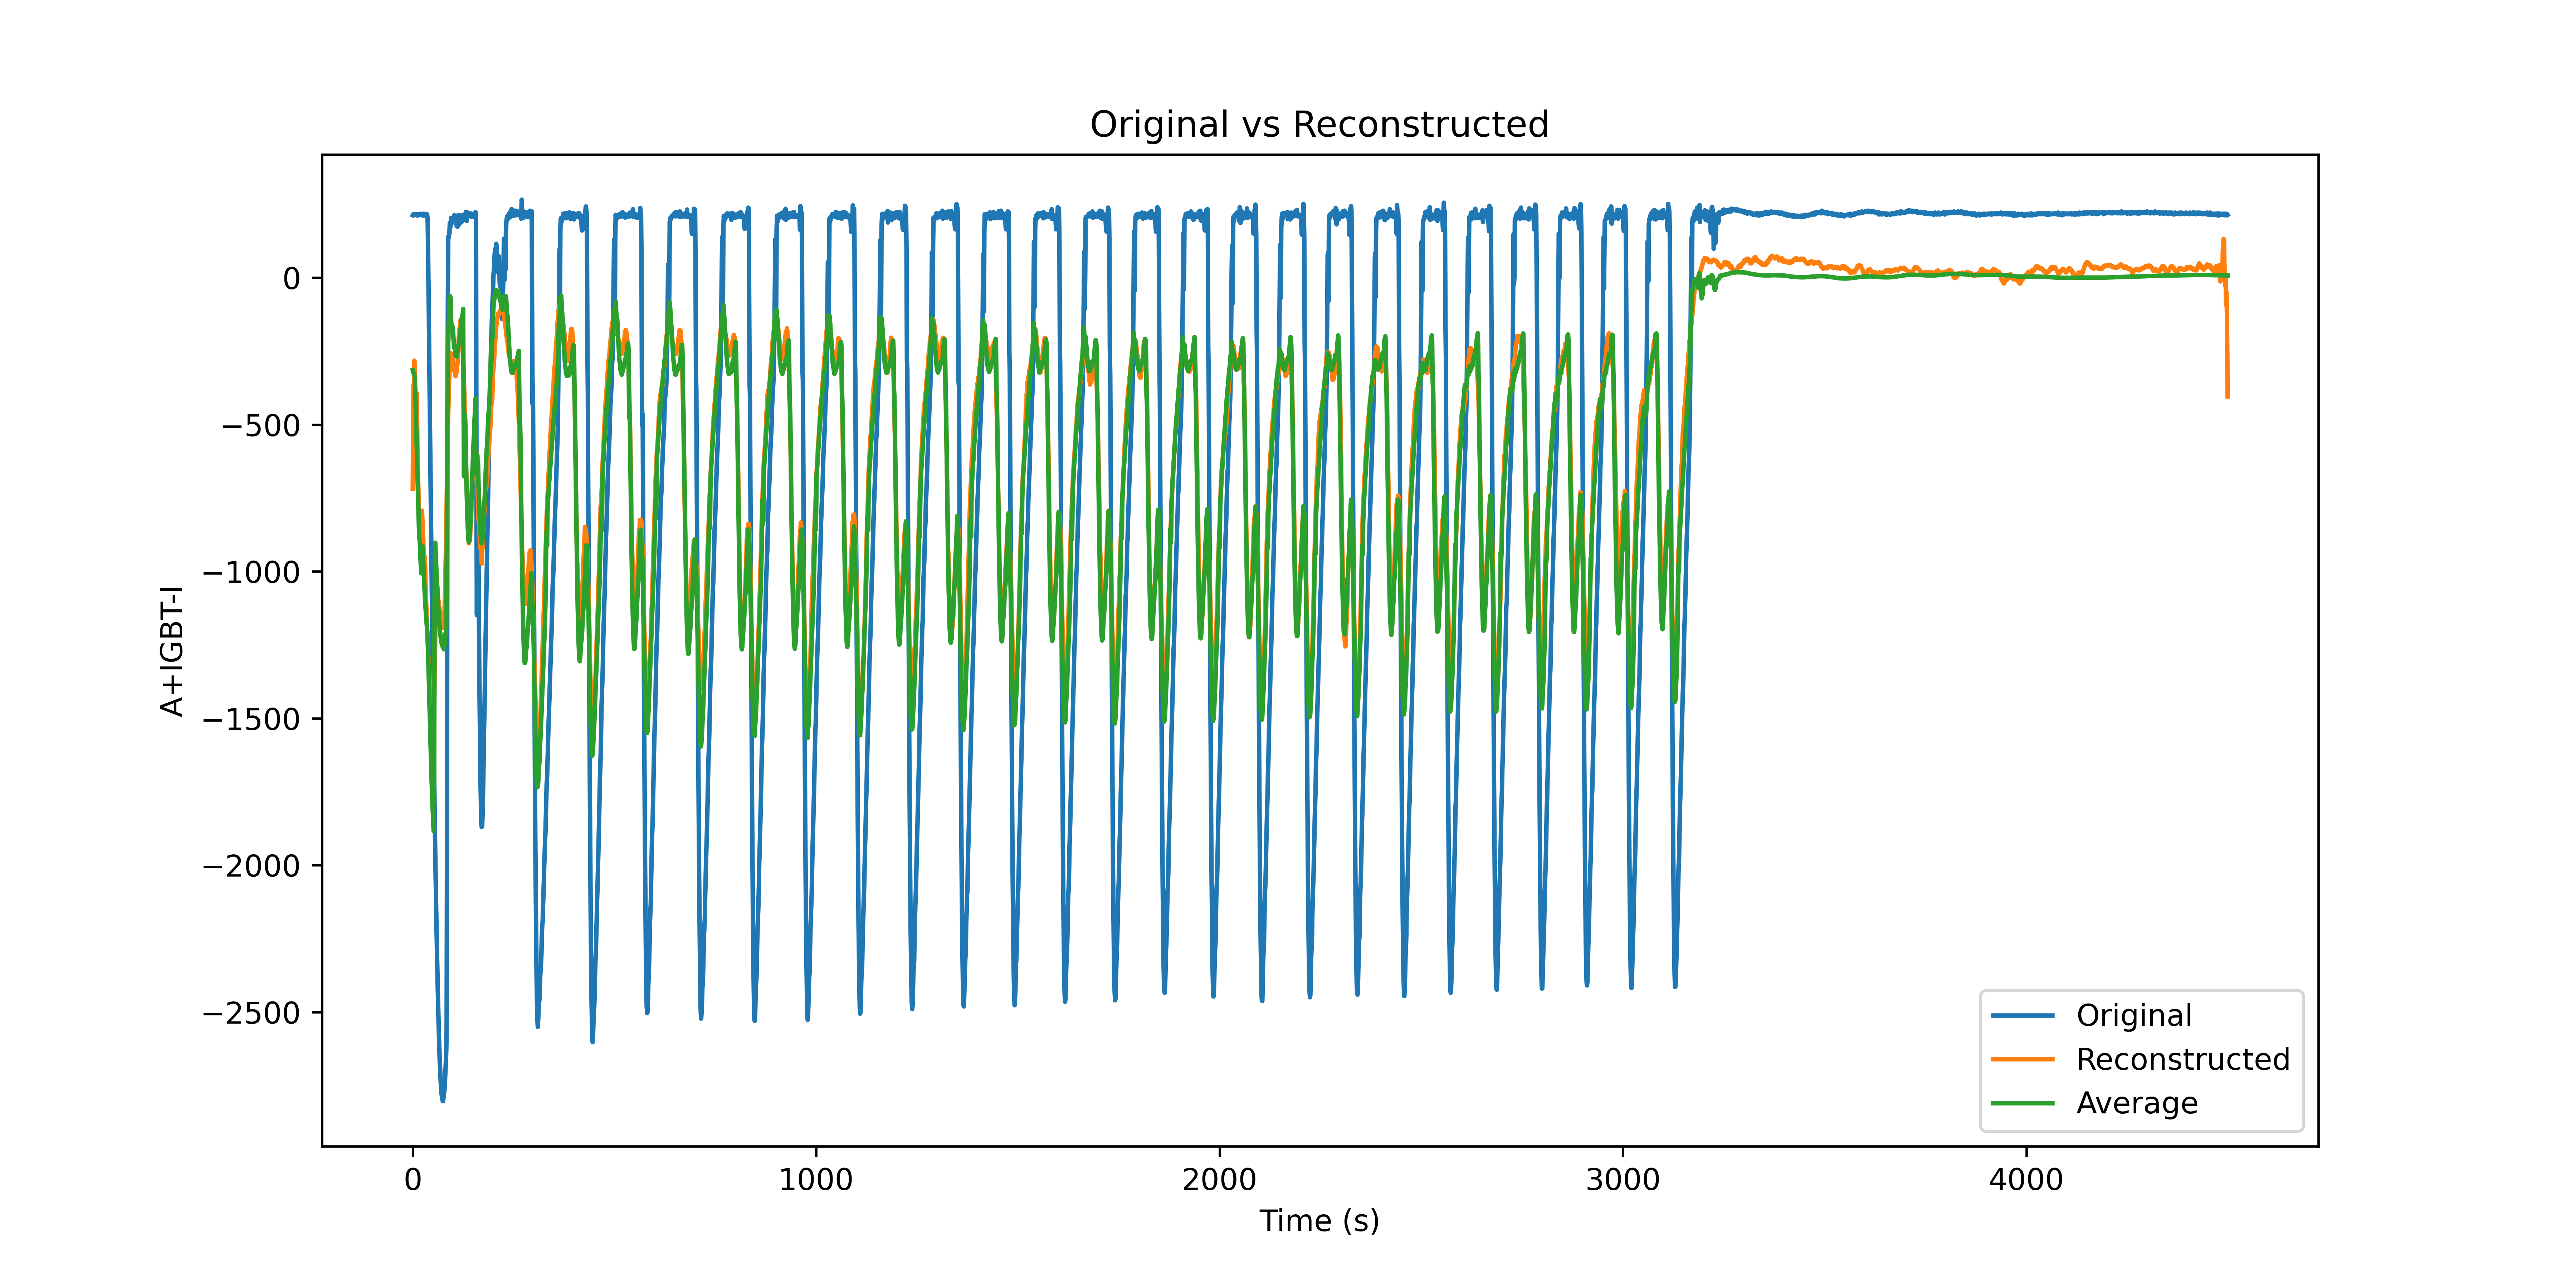 Original vs Reconstructed
A+IGBT-I
0
−500
−1000
−1500
−2000
−2500
0
1000
2000
3000
4000
Time (s)
Original
Reconstructed
Average